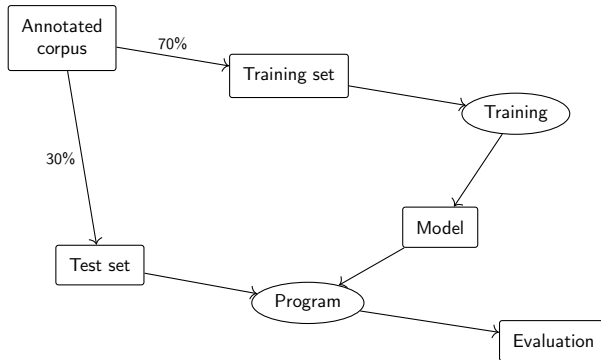 Annotated
corpus
70%
Training set
Training
30%
Model
Test set
Program
Evaluation